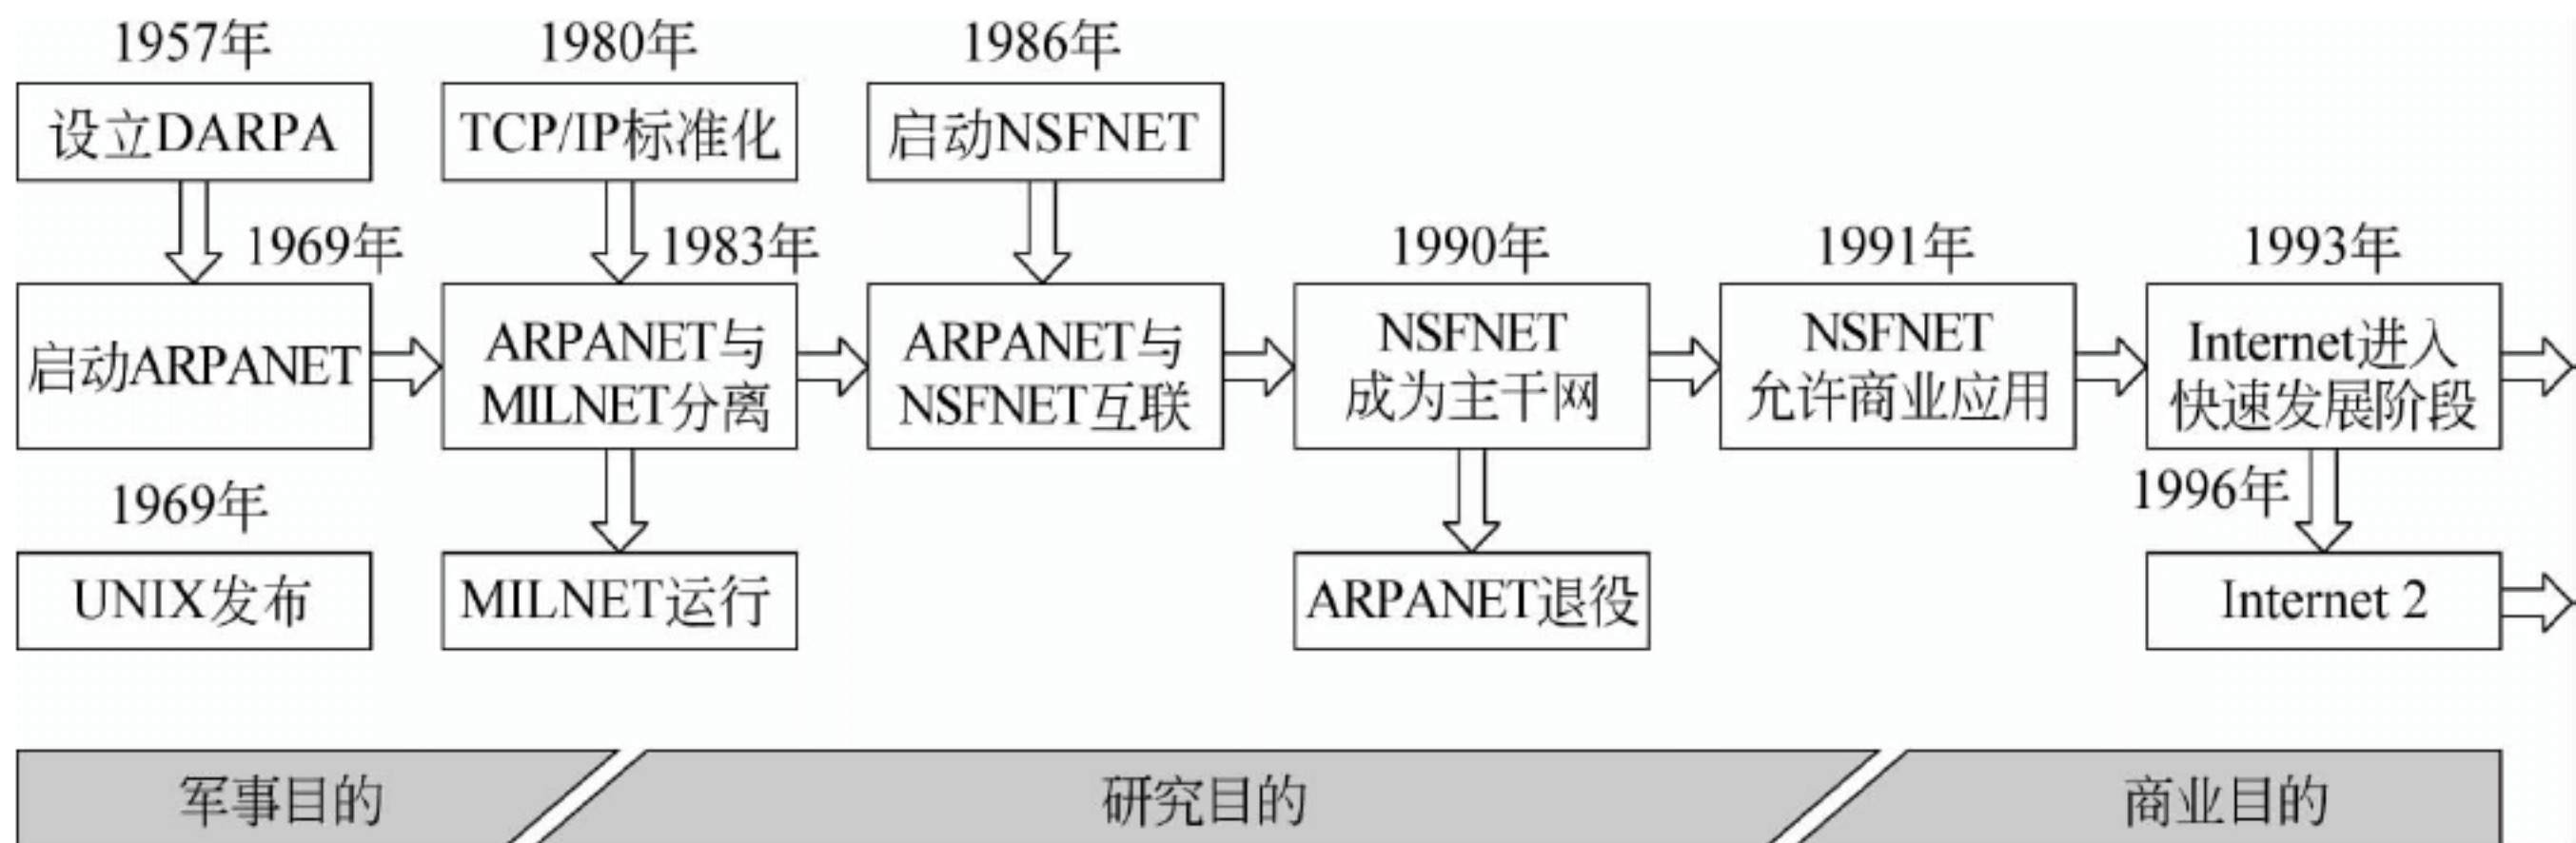 1957年
1980年
1986年
设立DARPA
TCP/IP标准化
启动NSFNET
1969年
1983年
1990年
1991年
1993年
启动ARPANET
ARPANET与
MILNET分离
ARPANET与
NSFNET互联
NSFNET
成为主干网
NSFNET
允许商业应用
Internet进入
快速发展阶段
1969年
1996年
UNIX发布
MILNET运行
ARPANET退役
Internet 2
军事目的
研究目的
商业目的